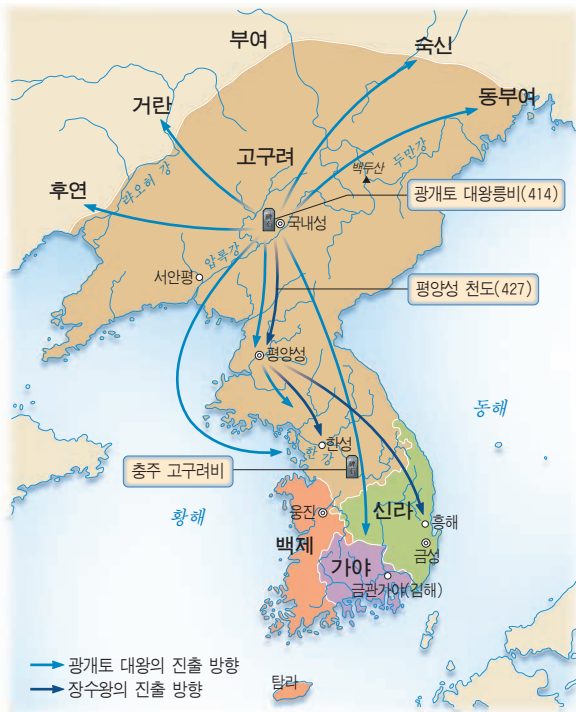 부여
숙신
거란
동부여
고구려
두만강
백두산
후연
랴오허 강
광개토 대왕릉비(414)
국내성
압록강
서안평
평양성 천도(427)
평양성
동해
한성
한 강
충주 고구려비
황해
신라
웅진
흥해
백제
금성
가야
금관가야(김해)
광개토 대왕의 진출 방향
장수왕의 진출 방향
탐라